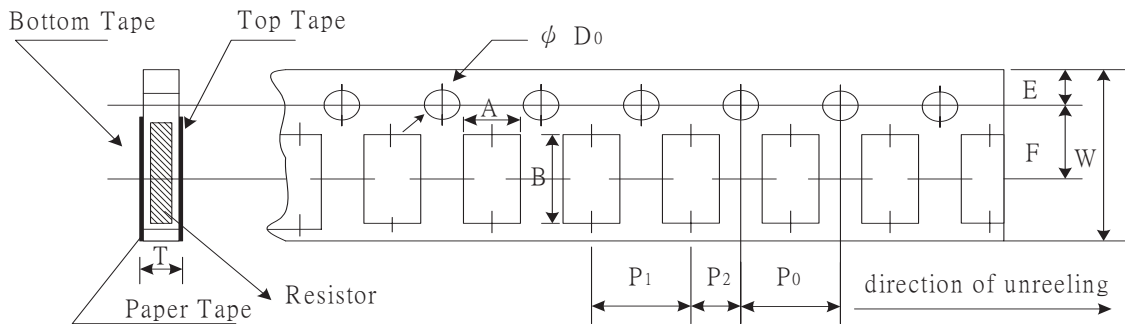 Bottom Tape
Top Tape
ϕ D₀
A
B
E
F
W
T
P₁
P₂
P₀
direction of unreeling
Resistor
Paper Tape